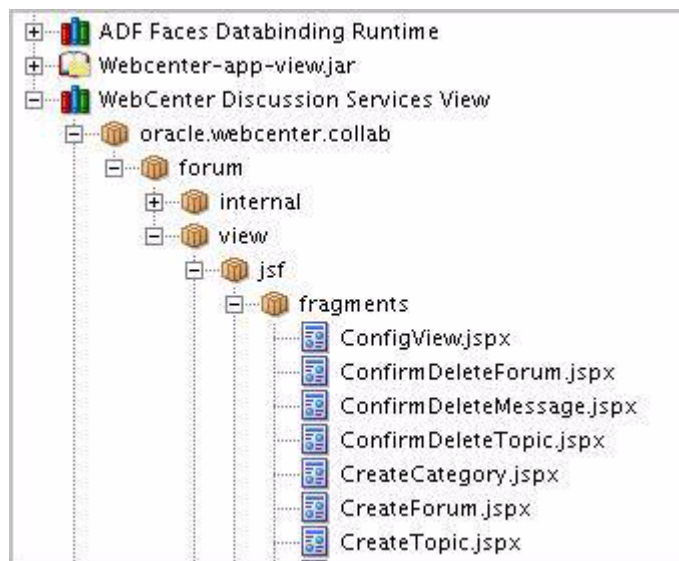 ADF Faces Databinding Runtime
Webcenter-app-view.jar
WebCenter Discussion Services View
oracle.webcenter.collab
forum
internal
view
jsf
fragments
ConfigView.jspx
ConfirmDeleteForum.jspx
ConfirmDeleteMessage.jspx
ConfirmDeleteTopic.jspx
CreateCategory.jspx
CreateForum.jspx
CreateTopic.jspx